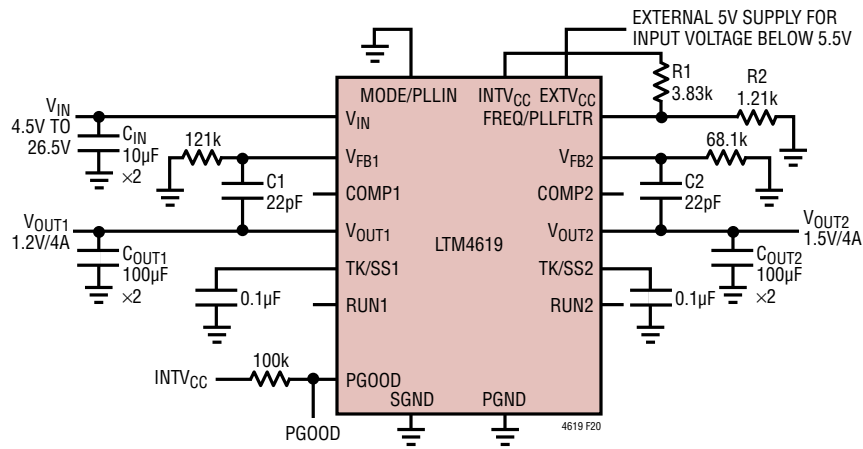 EXTERNAL 5V SUPPLY FOR
INPUT VOLTAGE BELOW 5.5V
MODE/PLLIN
INTVCC
EXTVCC
FREQ/PLLFLTR
R1
3.83k
R2
1.21k
VIN
4.5V TO
26.5V
CIN
10µF
×2
VIN
121k
VFB1
VFB2
68.1k
C1
22pF
COMP1
COMP2
C2
22pF
VOUT1
1.2V/4A
VOUT1
LTM4619
VOUT2
VOUT2
1.5V/4A
COUT1
100µF
×2
COUT2
100µF
×2
TK/SS1
TK/SS2
0.1µF
RUN1
RUN2
0.1µF
INTVCC
100k
PGOOD
PGOOD
SGND
PGND
4619 F20